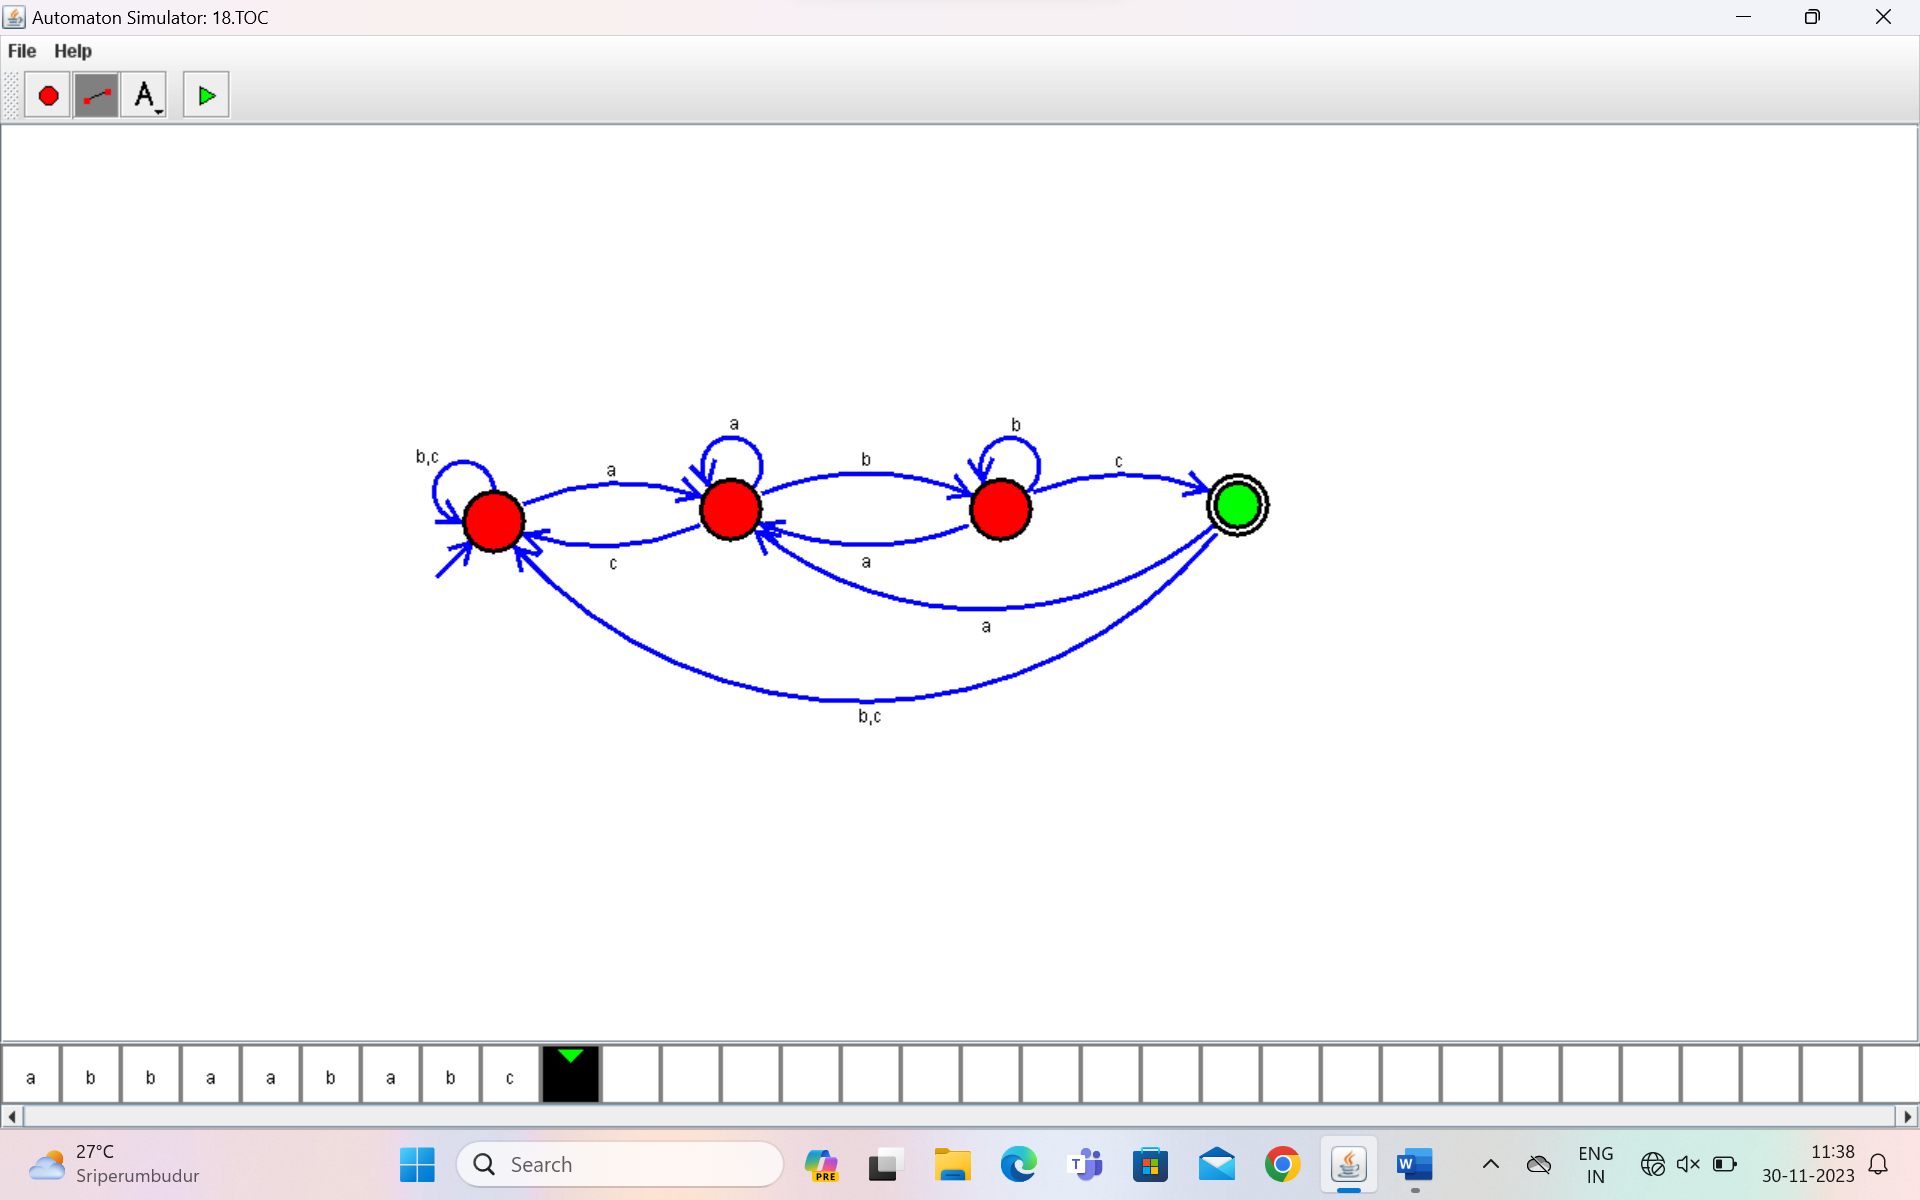 Automaton Simulator: 18.TOC
File Help
A
a
b
b,c
a
b
c
c
a
a
b,c
a b b a a b a b c
27°C
Sriperumbudur
Search
PRE
ENG
IN
11:38
30-11-2023